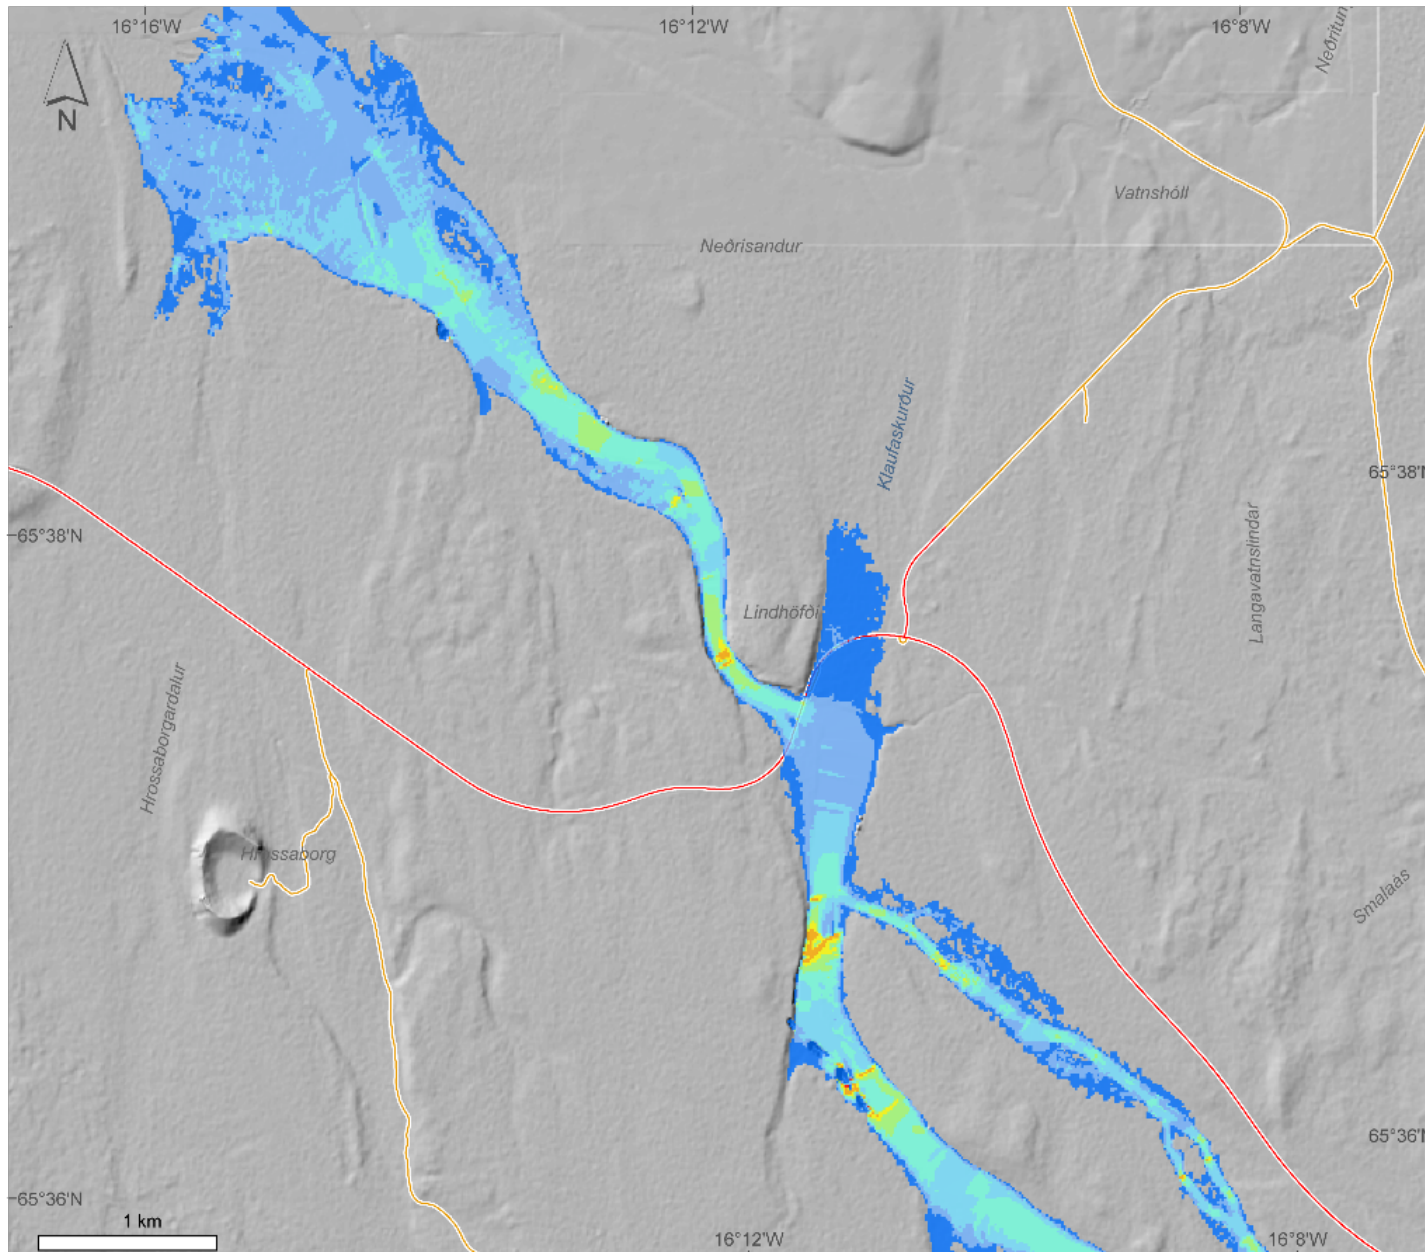 16°16'W
16°12'W
16°8'W
N
Vatnshóll
Neðrisandur
Klaufaskurður
65°38'N
65°38'N
Langavatnslindar
Lindhöfði
Hrossaborgardalur
Hrossaborg
Smalaás
65°36'N
65°36'N
1 km
16°12'W
16°8'W